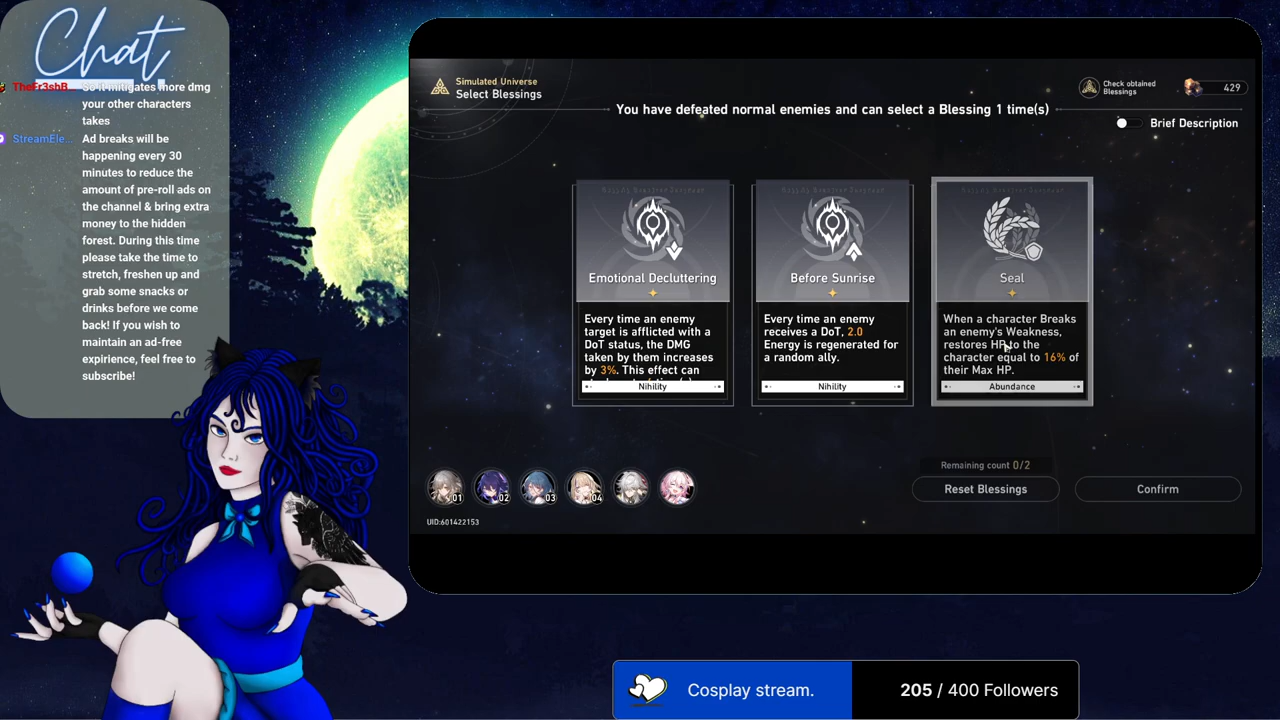 Chat
TheFr3shB... So it mitigates more dmg
your other characters
takes
StreamEle... Ad breaks will be
happening every 30
minutes to reduce the
amount of pre-roll ads on
the channel & bring extra
money to the hidden
forest. During this time
please take the time to
stretch, freshen up and
grab some snacks or
drinks before we come
back! If you wish to
maintain an ad-free
expirience, feel free to
subscribe!
Simulated Universe
Select Blessings
Check obtained
Blessings
429
You have defeated normal enemies and can select a Blessing 1 time(s)
Brief Description
Emotional Decluttering
Every time an enemy
target is afflicted with a
DoT status, the DMG
taken by them increases
by 3%. This effect can
Nihility
Before Sunrise
Every time an enemy
receives a DoT, 2.0
Energy is regenerated for
a random ally.
Nihility
Seal
When a character Breaks
an enemy's Weakness,
restores HP to the
character equal to 16% of
their Max HP.
Abundance
01
02
03
04
Remaining count 0/2
Reset Blessings
Confirm
UID:601422153
Cosplay stream.
205 / 400 Followers